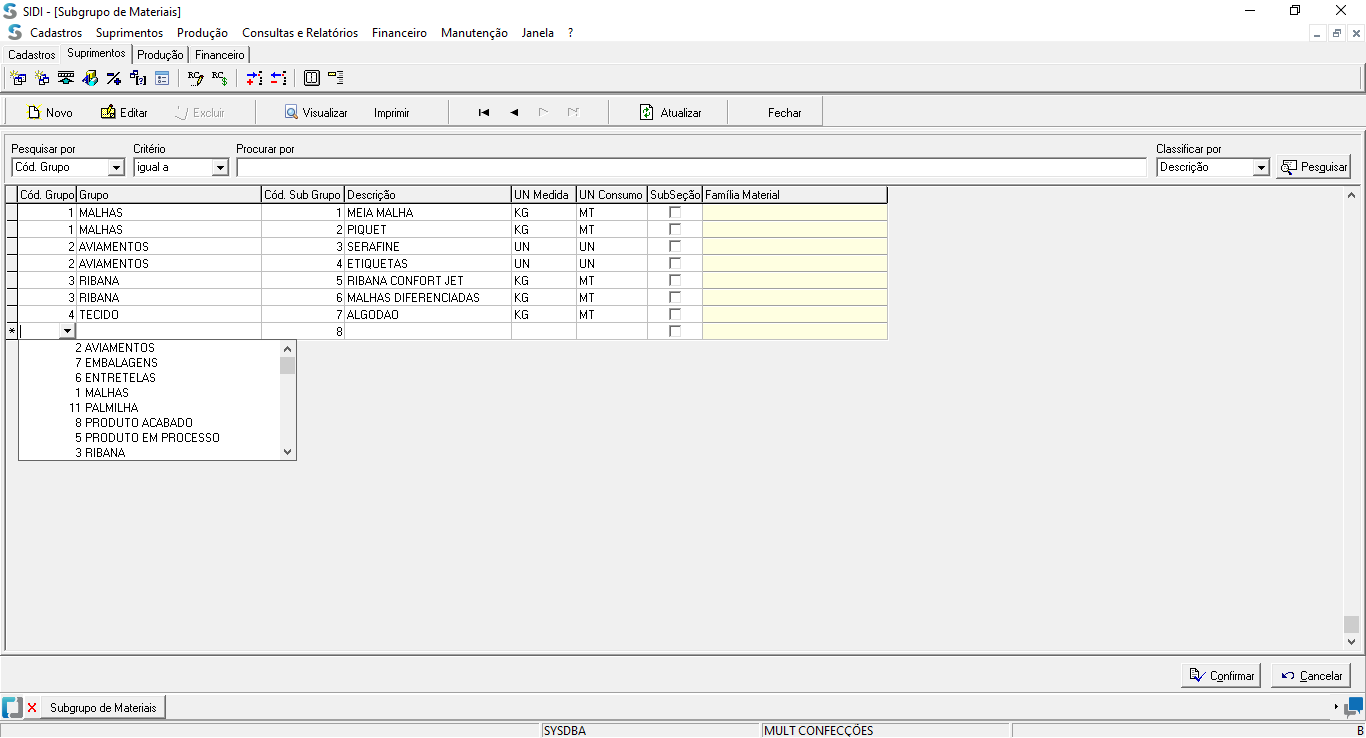 SIDI - [Subgrupo de Materiais]
Cadastros Suprimentos Produção Consultas e Relatórios Financeiro Manutenção Janela ?
Cadastros Suprimentos Produção Financeiro
Novo Editar Excluir Visualizar Imprimir Atualizar Fechar
Pesquisar por Critério Procurar por Classificar por
Cód. Grupo igual a Descrição Pesquisar
Cód. Grupo Grupo Cód. Sub Grupo Descrição UN Medida UN Consumo SubSeção Família Material
1 MALHAS 1 MEIA MALHA KG MT
1 MALHAS 2 PIQUET KG MT
2 AVIAMENTOS 3 SERAFINE UN UN
2 AVIAMENTOS 4 ETIQUETAS UN UN
3 RIBANA 5 RIBANA CONFORT JET KG MT
3 RIBANA 6 MALHAS DIFERENCIADAS KG MT
4 TECIDO 7 ALGODAO KG MT
* 8
2 AVIAMENTOS
7 EMBALAGENS
6 ENTRETELAS
1 MALHAS
11 PALMILHA
8 PRODUTO ACABADO
5 PRODUTO EM PROCESSO
3 RIBANA
Confirmar Cancelar
Subgrupo de Materiais
SYSDBA MULT CONFECÇÕES B